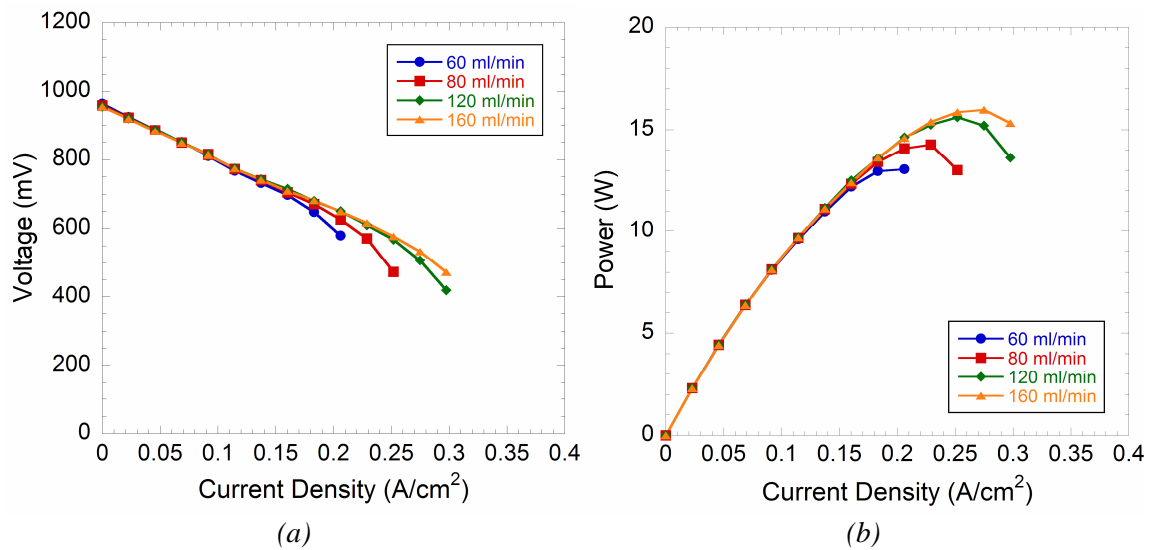 1200
1000
800
600
400
200
0
0 0.05 0.1 0.15 0.2 0.25 0.3 0.35 0.4
Voltage (mV)
Current Density (A/cm²)
60 ml/min
80 ml/min
120 ml/min
160 ml/min
(a)
20
15
10
5
0
0 0.05 0.1 0.15 0.2 0.25 0.3 0.35 0.4
Power (W)
Current Density (A/cm²)
60 ml/min
80 ml/min
120 ml/min
160 ml/min
(b)